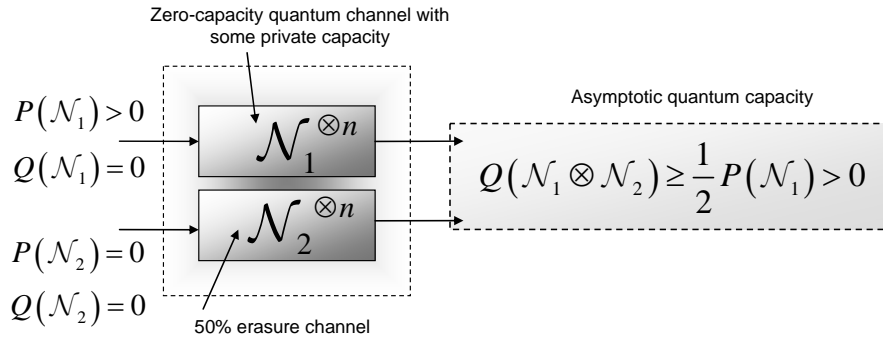 Zero-capacity quantum channel with
some private capacity
P(𝒩₁) > 0
Q(𝒩₁) = 0
𝒩₁^⊗n
Asymptotic quantum capacity
Q(𝒩₁ ⊗ 𝒩₂) ≥ 1/2 P(𝒩₁) > 0
𝒩₂^⊗n
P(𝒩₂) = 0
Q(𝒩₂) = 0
50% erasure channel